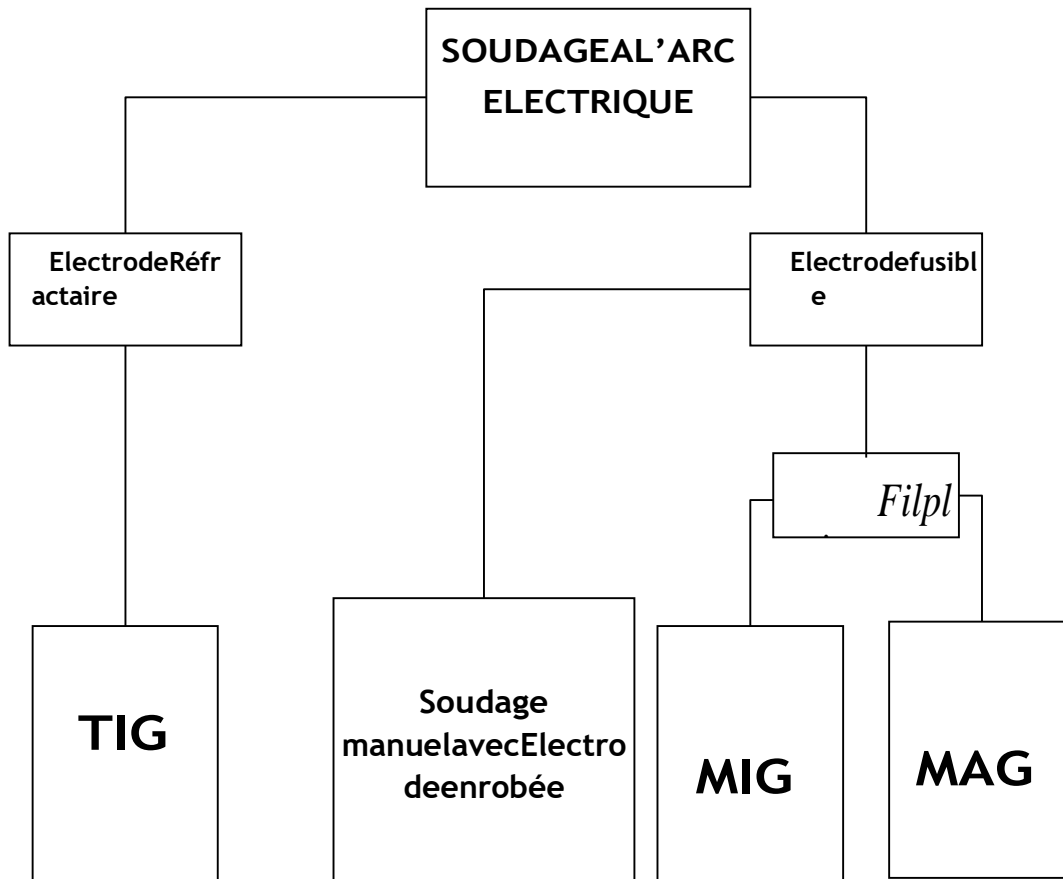 SOUDAGEAL’ARC
ELECTRIQUE
ElectrodeRéfr
actaire
Electrodefusibl
e
Filpl
TIG
Soudage
manuelavecElectro
deenrobée
MIG
MAG